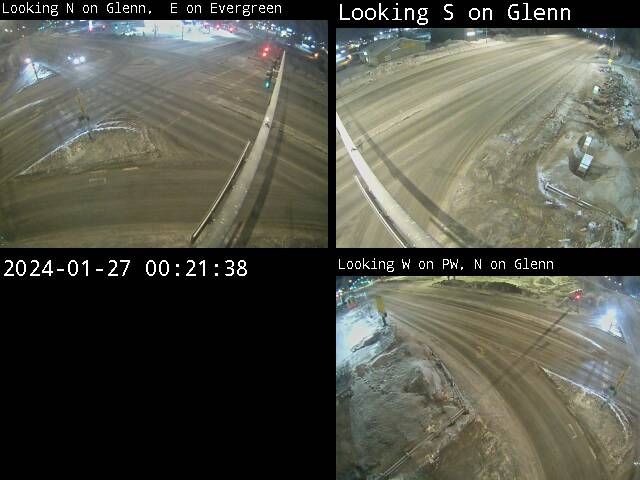 Looking N on Glenn,  E on Evergreen
Looking S on Glenn
2024-01-27 00:21:38
Looking W on PW, N on Glenn